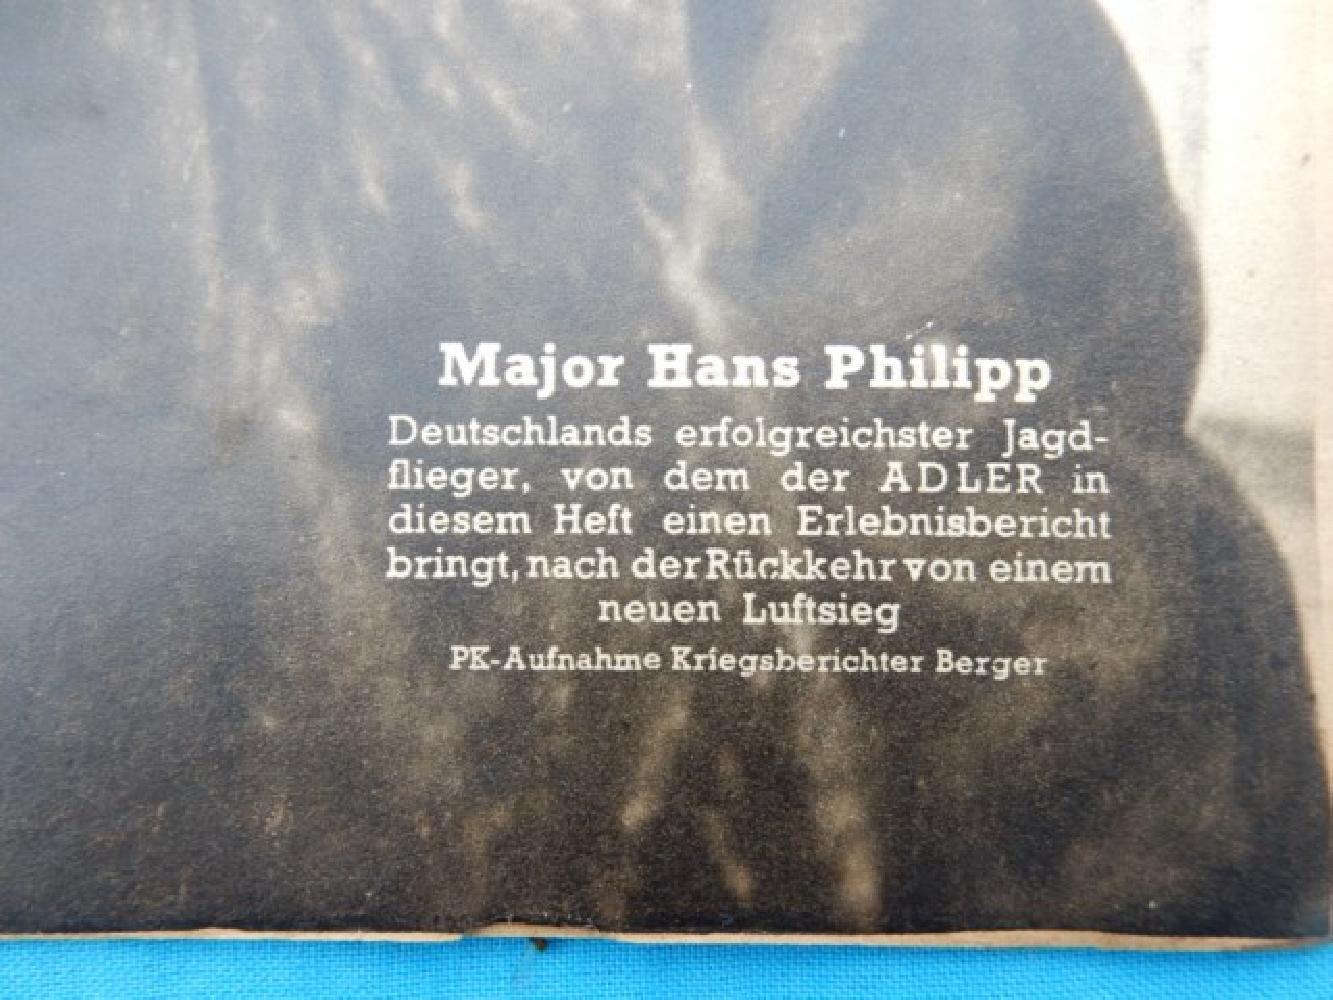 Major Hans Philipp
Deutschlands erfolgreichster Jagd-
flieger, von dem der ADLER in
diesem Heft einen Erlebnisbericht
bringt, nach der Rückkehr von einem
neuen Luftsieg
PK-Aufnahme Kriegsberichter Berger